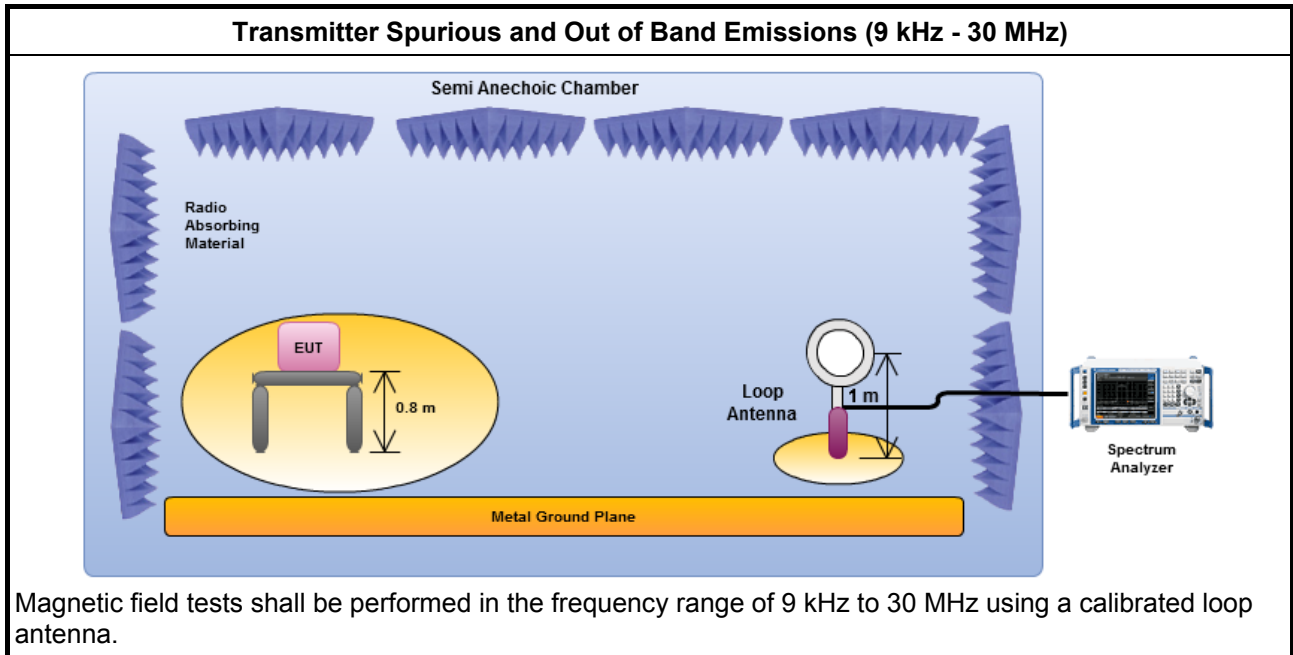 Transmitter Spurious and Out of Band Emissions (9 kHz - 30 MHz)
Semi Anechoic Chamber
Radio
Absorbing
Material
EUT
0.8 m
Loop
Antenna
1 m
Spectrum
Analyzer
Metal Ground Plane
Magnetic field tests shall be performed in the frequency range of 9 kHz to 30 MHz using a calibrated loop
antenna.